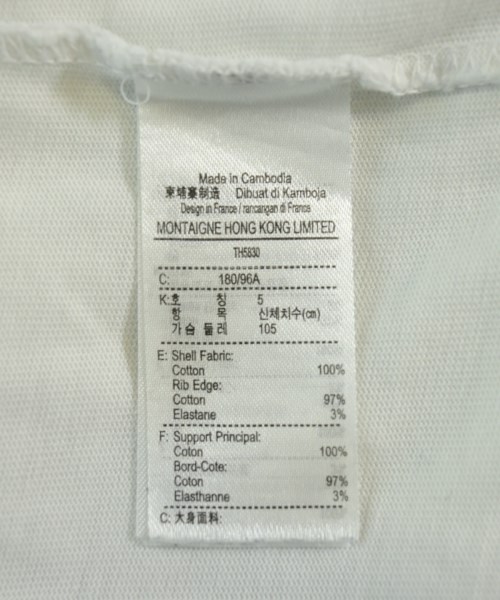 Made in Cambodia
柬埔寨制造 Dibuat di Kamboja
Design in France / rancangan di Francs
MONTAIGNE HONG KONG LIMITED
TH5830
C: 180/96A
K:호 칭 5
항 목 신체치수(㎝)
가슴 둘레 105
E: Shell Fabric:
Cotton 100%
Rib Edge:
Cotton 97%
Elastane 3%
F: Support Principal:
Coton 100%
Bord-Cote:
Coton 97%
Elasthanne 3%
C: 大身面料: